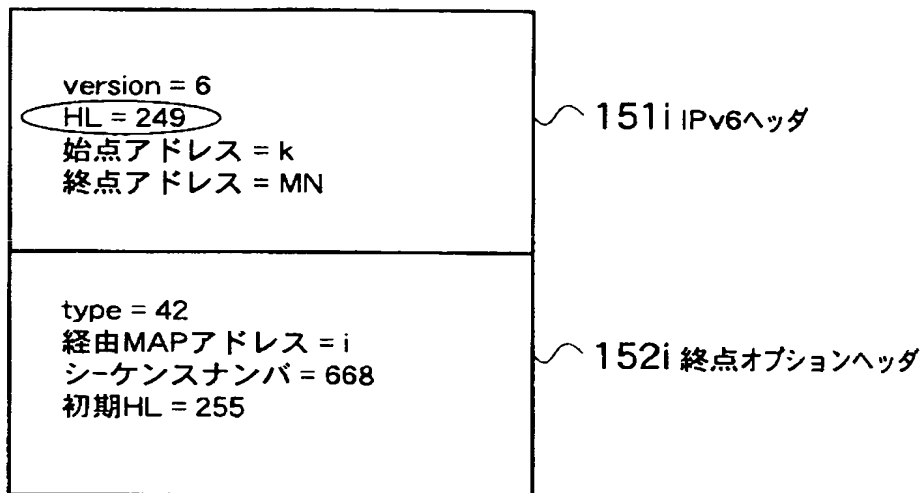 version = 6
HL = 249
始点アドレス = k
終点アドレス = MN
151i IPv6ヘッダ
type = 42
経由MAPアドレス = i
シーケンスナンバ = 668
初期HL = 255
152i 終点オプションヘッダ